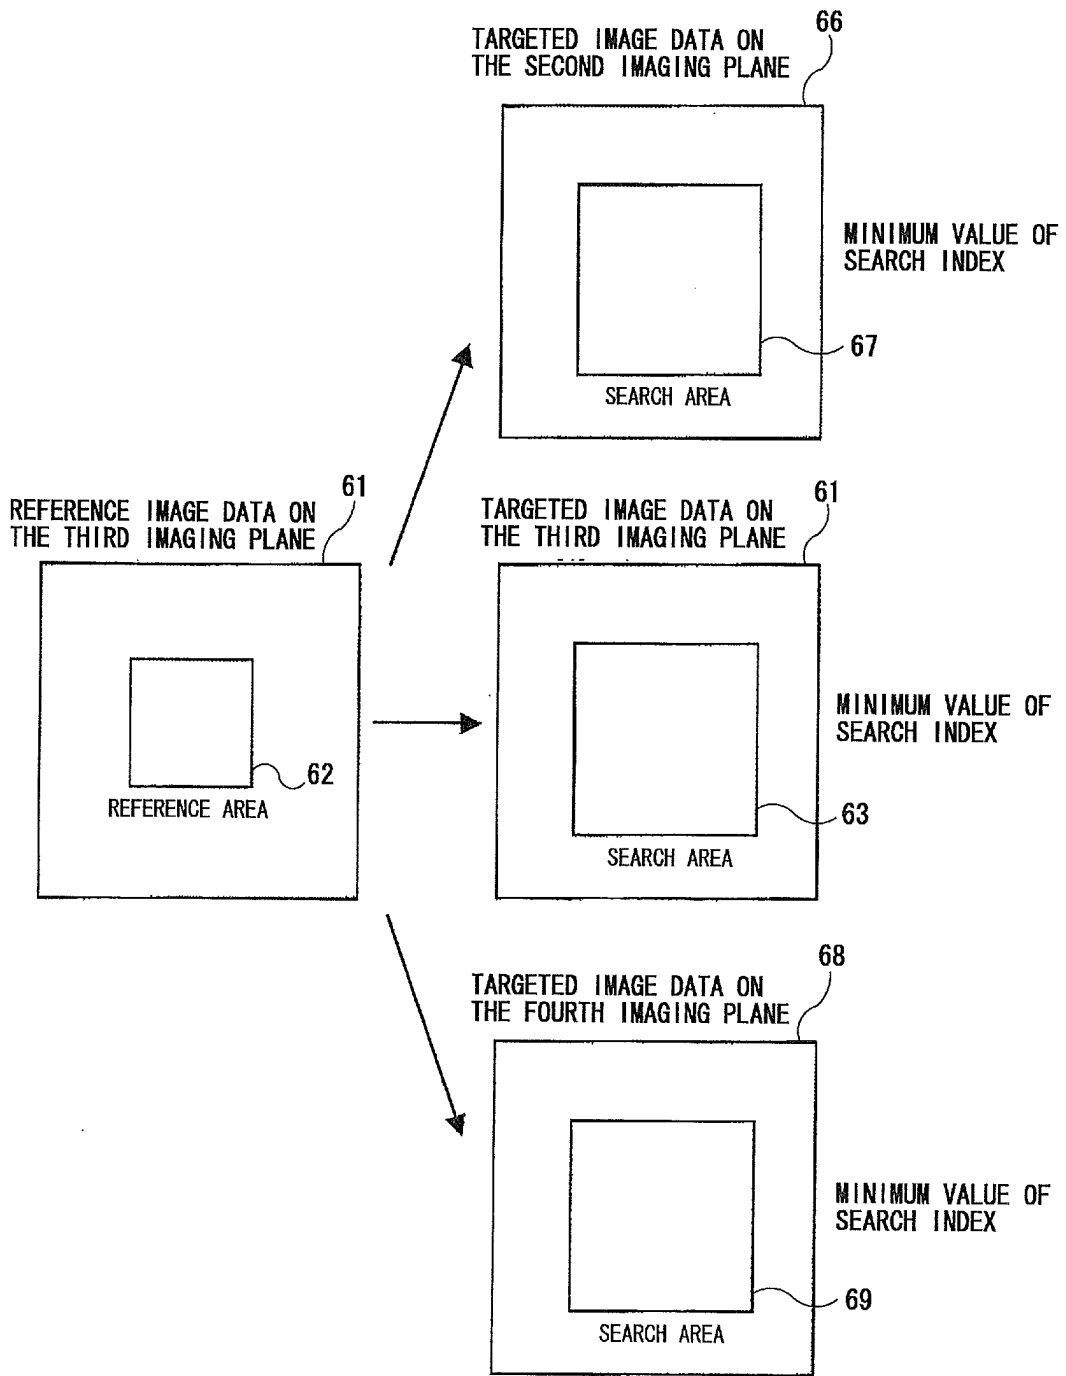 TARGETED IMAGE DATA ON
THE SECOND IMAGING PLANE
66
MINIMUM VALUE OF
SEARCH INDEX
67
SEARCH AREA
REFERENCE IMAGE DATA ON
THE THIRD IMAGING PLANE
61
62
REFERENCE AREA
TARGETED IMAGE DATA ON
THE THIRD IMAGING PLANE
61
MINIMUM VALUE OF
SEARCH INDEX
63
SEARCH AREA
TARGETED IMAGE DATA ON
THE FOURTH IMAGING PLANE
68
MINIMUM VALUE OF
SEARCH INDEX
69
SEARCH AREA